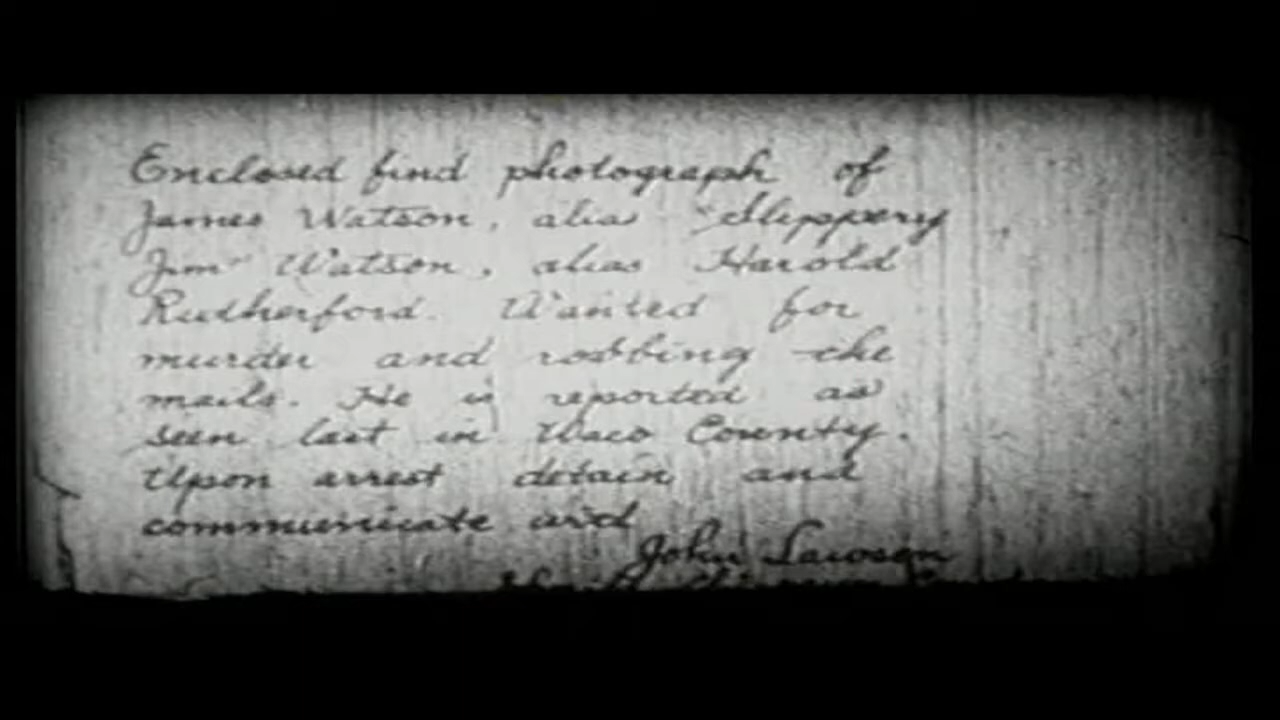 Enclosed find photograph of
James Watson, alias "Slippery
Jim" Watson, alias Harold
Rutherford. Wanted for
murder and robbing the
mails. He is reported as
seen last in Waco County.
Upon arrest detain and
communicate with
John Lawson